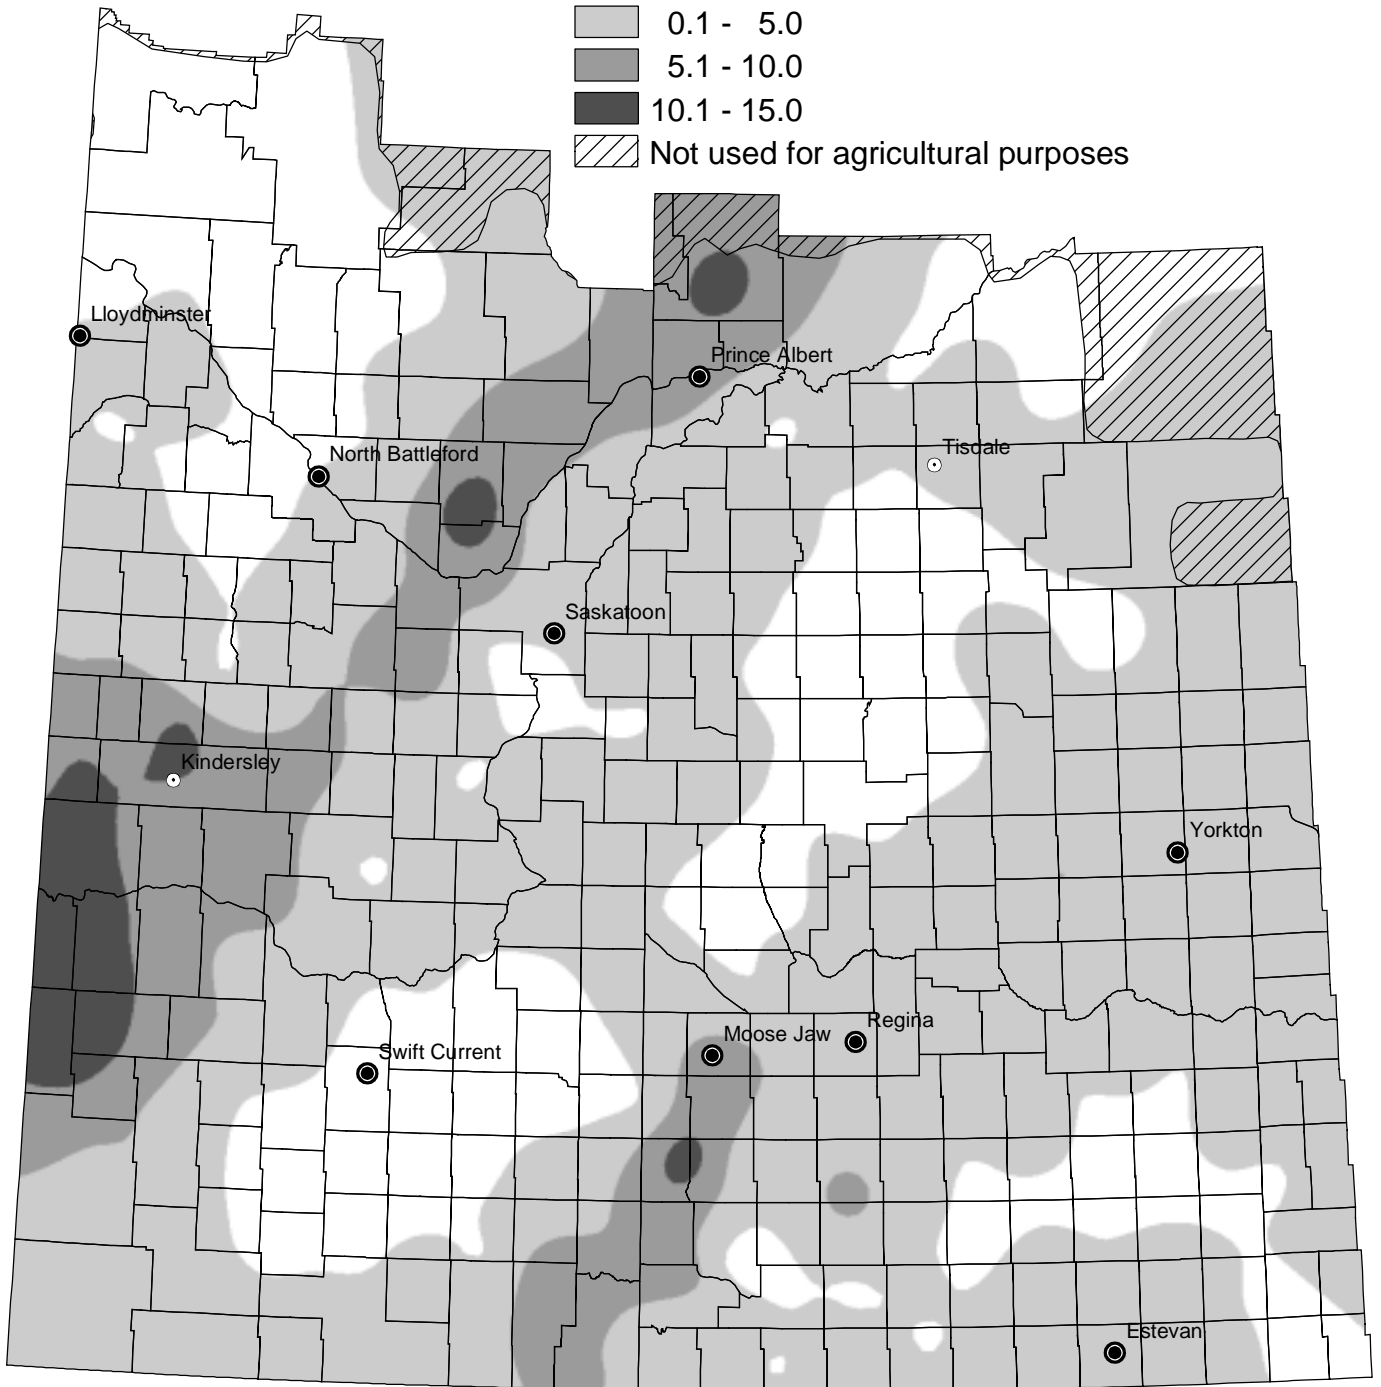 0.1 - 5.0
5.1 - 10.0
10.1 - 15.0
Not used for agricultural purposes
Lloydminster
Prince Albert
North Battleford
Tisdale
Saskatoon
Kindersley
Yorkton
Regina
Moose Jaw
Swift Current
Estevan